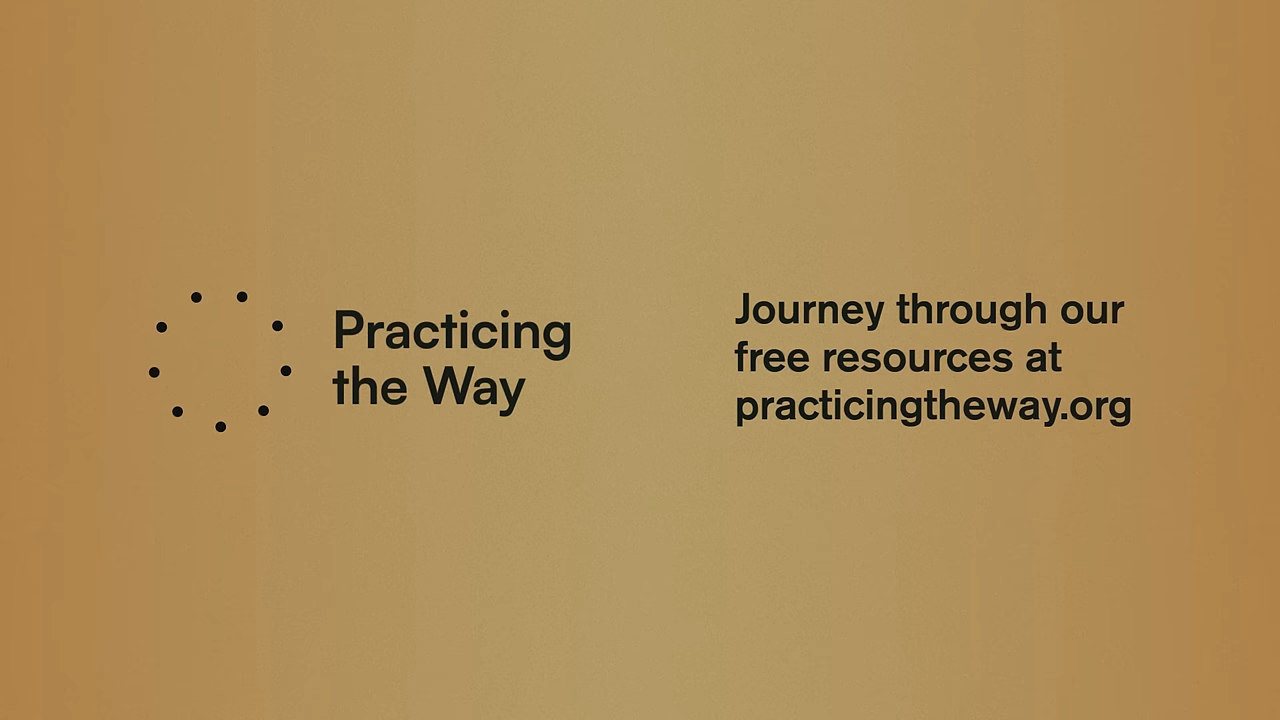 Practicing
the Way
Journey through our
free resources at
practicingtheway.org